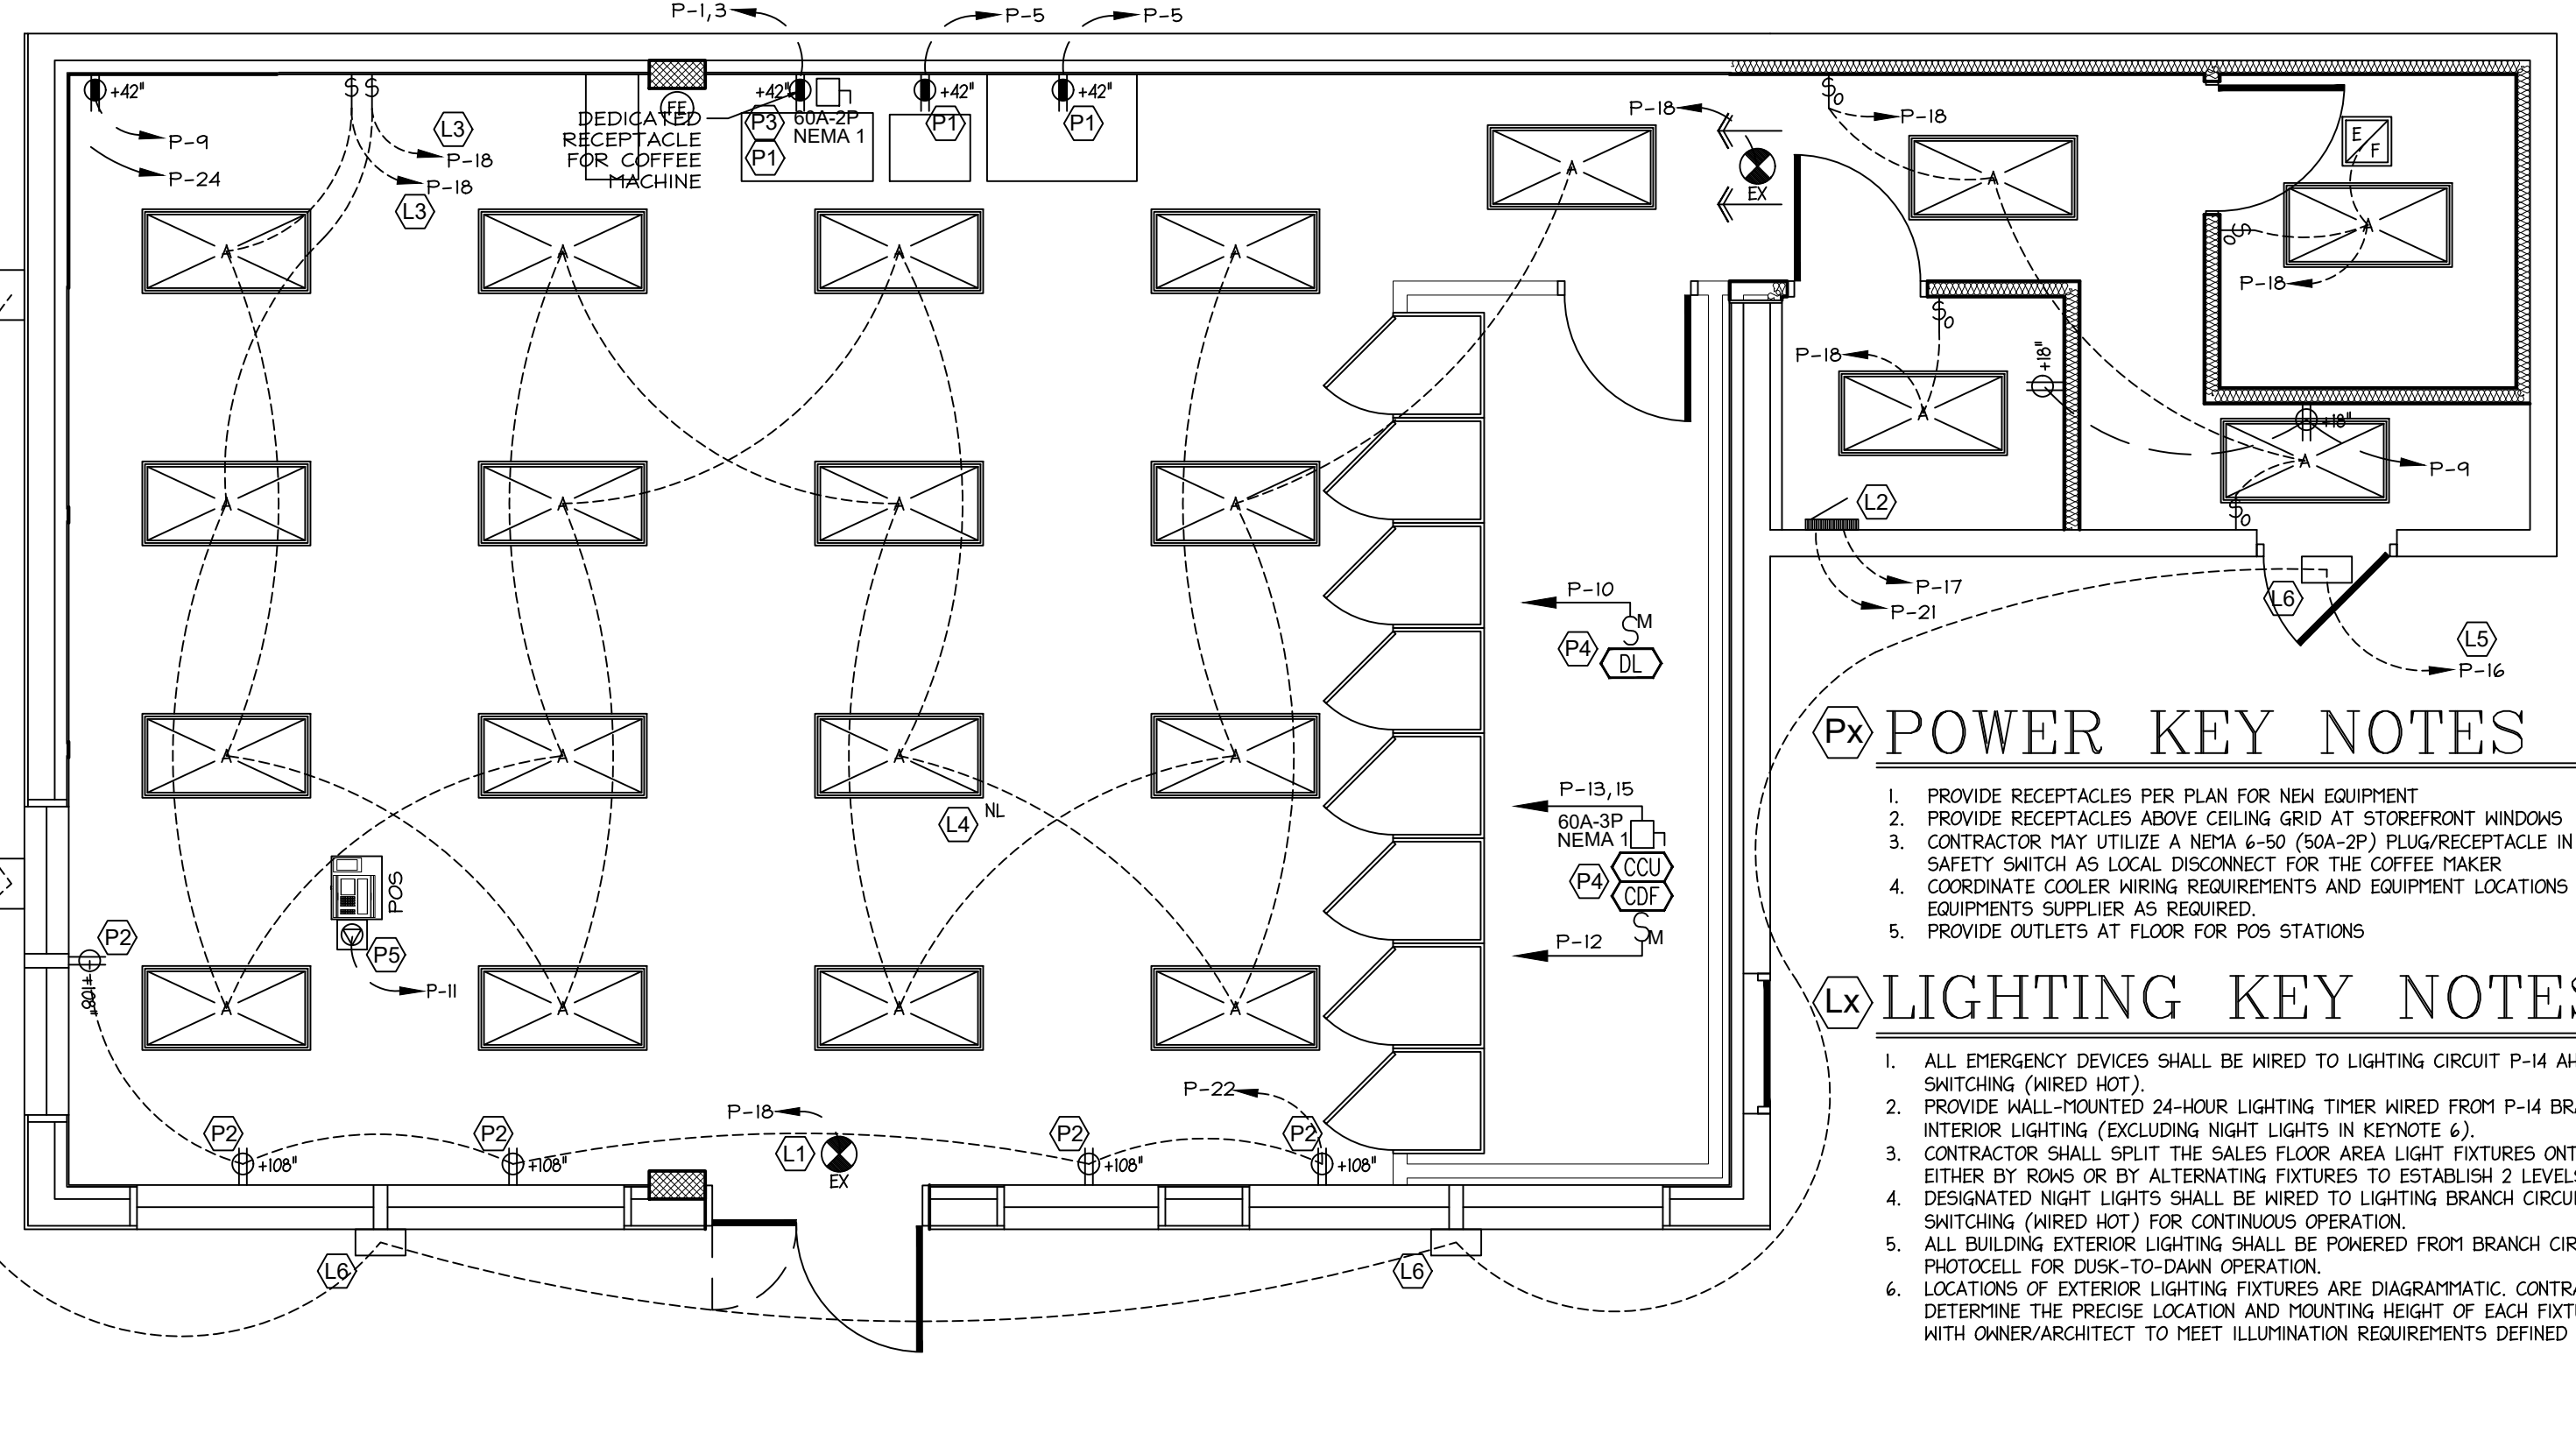 P-1,3
P-5
P-5
+42"
S S
+42"
+42"
+42"
FE
P-9
P-24
L3
P-18
P-18
L3
DEDICATED
RECEPTACLE
FOR COFFEE
MACHINE
P3
P1
60A-2P
NEMA 1
P1
P1
P-18
EX
S0
P-18
E
F
S0
P-18
A
A
A
A
A
A
A
S0
P-18
A
+18"
+18"
A
P-9
S0
L2
P-17
P-21
A
A
A
A
L6
L5
P-16
P-10
SM
P4
DL
A
A
A
A
L4
NL
P-13,15
60A-3P
NEMA 1
CCU
P4
CDF
SM
P-12
POS
P2
P5
P-11
+108"
A
A
A
A
P-22
P-18
P2
+108"
P2
+108"
L1
EX
P2
+108"
P2
+108"
L6
L6
Px POWER KEY NOTES
1. PROVIDE RECEPTACLES PER PLAN FOR NEW EQUIPMENT
2. PROVIDE RECEPTACLES ABOVE CEILING GRID AT STOREFRONT WINDOWS
3. CONTRACTOR MAY UTILIZE A NEMA 6-50 (50A-2P) PLUG/RECEPTACLE IN
SAFETY SWITCH AS LOCAL DISCONNECT FOR THE COFFEE MAKER
4. COORDINATE COOLER WIRING REQUIREMENTS AND EQUIPMENT LOCATIONS
EQUIPMENTS SUPPLIER AS REQUIRED.
5. PROVIDE OUTLETS AT FLOOR FOR POS STATIONS
Lx LIGHTING KEY NOTES
1. ALL EMERGENCY DEVICES SHALL BE WIRED TO LIGHTING CIRCUIT P-14 AH
SWITCHING (WIRED HOT).
2. PROVIDE WALL-MOUNTED 24-HOUR LIGHTING TIMER WIRED FROM P-14 BRA
INTERIOR LIGHTING (EXCLUDING NIGHT LIGHTS IN KEYNOTE 6).
3. CONTRACTOR SHALL SPLIT THE SALES FLOOR AREA LIGHT FIXTURES ONT
EITHER BY ROWS OR BY ALTERNATING FIXTURES TO ESTABLISH 2 LEVELS
4. DESIGNATED NIGHT LIGHTS SHALL BE WIRED TO LIGHTING BRANCH CIRCUI
SWITCHING (WIRED HOT) FOR CONTINUOUS OPERATION.
5. ALL BUILDING EXTERIOR LIGHTING SHALL BE POWERED FROM BRANCH CIR
PHOTOCELL FOR DUSK-TO-DAWN OPERATION.
6. LOCATIONS OF EXTERIOR LIGHTING FIXTURES ARE DIAGRAMMATIC. CONTRA
DETERMINE THE PRECISE LOCATION AND MOUNTING HEIGHT OF EACH FIXT
WITH OWNER/ARCHITECT TO MEET ILLUMINATION REQUIREMENTS DEFINED